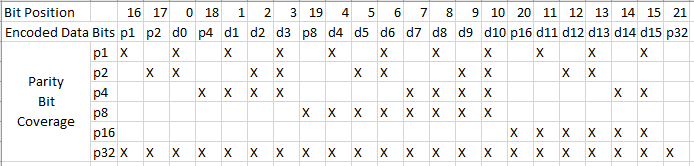 Bit Position 16 17 0 18 1 2 3 19 4 5 6 7 8 9 10 20 11 12 13 14 15 21
Encoded Data Bits p1 p2 d0 p4 d1 d2 d3 p8 d4 d5 d6 d7 d8 d9 d10 p16 d11 d12 d13 d14 d15 p32
Parity
Bit
Coverage
p1 X X X X X X X X X X X
p2 X X X X X X X X X X
p4 X X X X X X X X X X
p8 X X X X X X X X
p16 X X X X X X
p32 X X X X X X X X X X X X X X X X X X X X X X